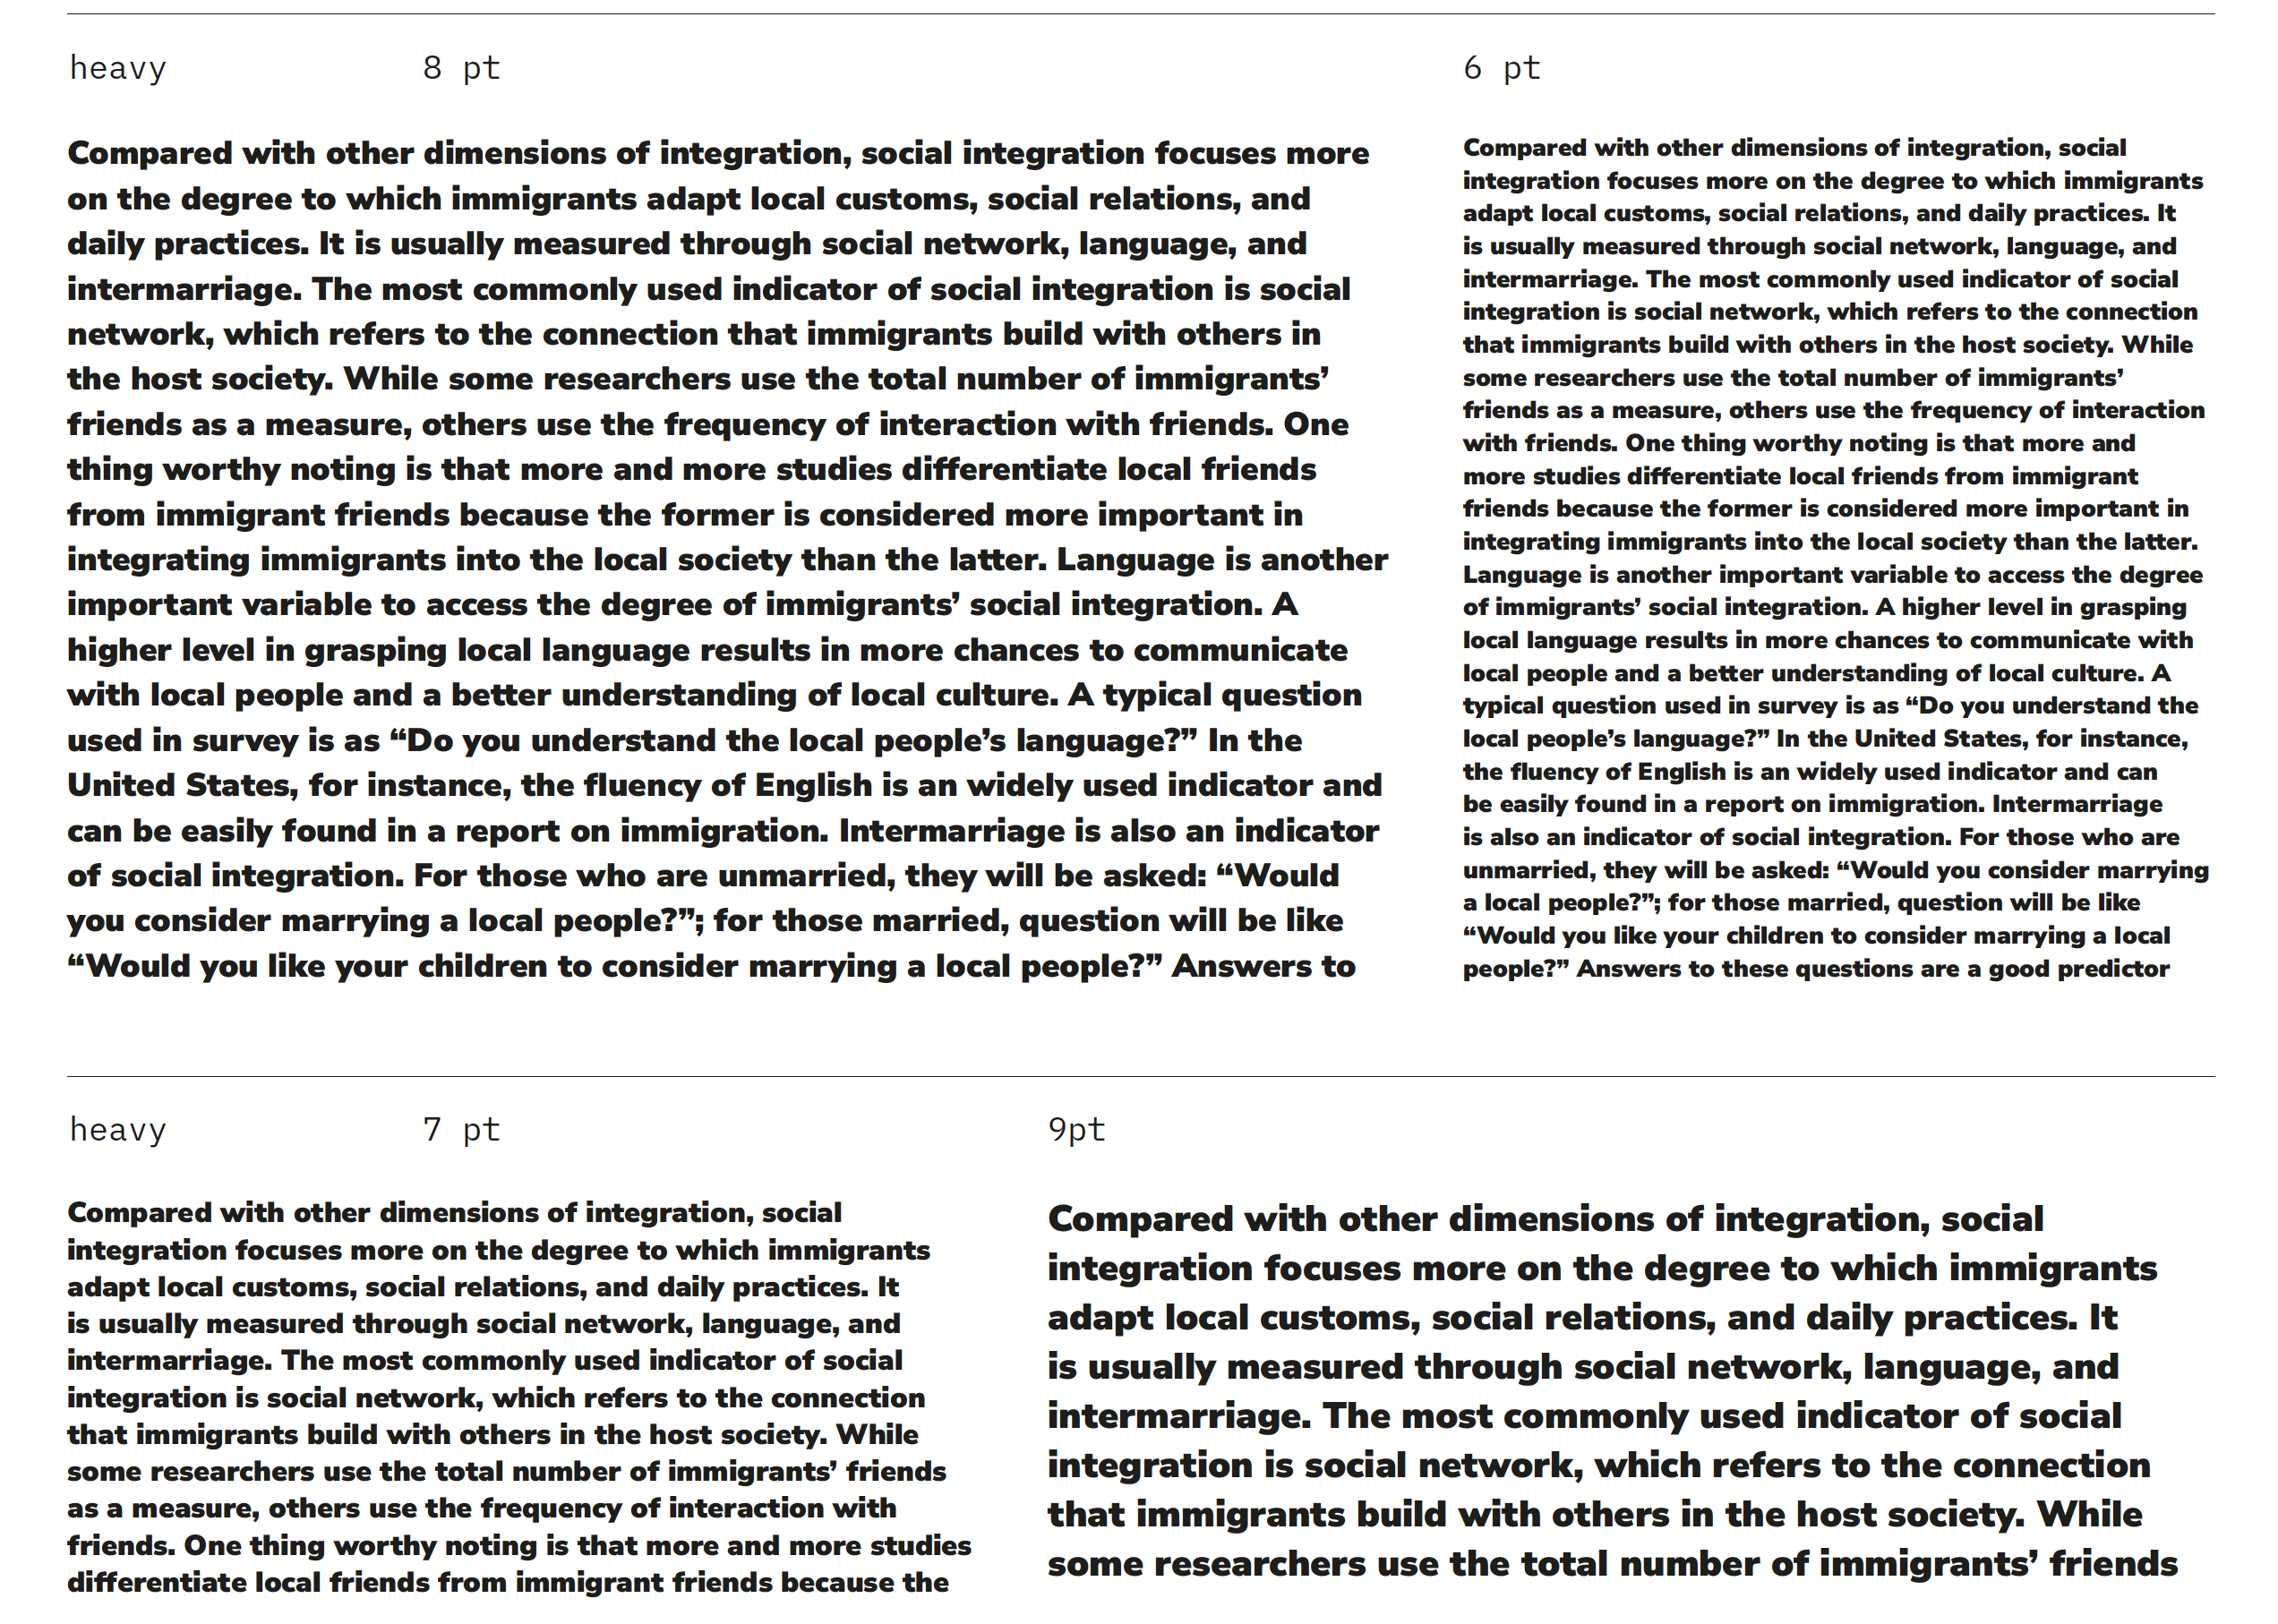 heavy 8 pt
Compared with other dimensions of integration, social integration focuses more
on the degree to which immigrants adapt local customs, social relations, and
daily practices. It is usually measured through social network, language, and
intermarriage. The most commonly used indicator of social integration is social
network, which refers to the connection that immigrants build with others in
the host society. While some researchers use the total number of immigrants’
friends as a measure, others use the frequency of interaction with friends. One
thing worthy noting is that more and more studies differentiate local friends
from immigrant friends because the former is considered more important in
integrating immigrants into the local society than the latter. Language is another
important variable to access the degree of immigrants’ social integration. A
higher level in grasping local language results in more chances to communicate
with local people and a better understanding of local culture. A typical question
used in survey is as “Do you understand the local people’s language?” In the
United States, for instance, the fluency of English is an widely used indicator and
can be easily found in a report on immigration. Intermarriage is also an indicator
of social integration. For those who are unmarried, they will be asked: “Would
you consider marrying a local people?”; for those married, question will be like
“Would you like your children to consider marrying a local people?” Answers to
6 pt
Compared with other dimensions of integration, social
integration focuses more on the degree to which immigrants
adapt local customs, social relations, and daily practices. It
is usually measured through social network, language, and
intermarriage. The most commonly used indicator of social
integration is social network, which refers to the connection
that immigrants build with others in the host society. While
some researchers use the total number of immigrants’
friends as a measure, others use the frequency of interaction
with friends. One thing worthy noting is that more and
more studies differentiate local friends from immigrant
friends because the former is considered more important in
integrating immigrants into the local society than the latter.
Language is another important variable to access the degree
of immigrants’ social integration. A higher level in grasping
local language results in more chances to communicate with
local people and a better understanding of local culture. A
typical question used in survey is as “Do you understand the
local people’s language?” In the United States, for instance,
the fluency of English is an widely used indicator and can
be easily found in a report on immigration. Intermarriage
is also an indicator of social integration. For those who are
unmarried, they will be asked: “Would you consider marrying
a local people?”; for those married, question will be like
“Would you like your children to consider marrying a local
people?” Answers to these questions are a good predictor
heavy 7 pt
Compared with other dimensions of integration, social
integration focuses more on the degree to which immigrants
adapt local customs, social relations, and daily practices. It
is usually measured through social network, language, and
intermarriage. The most commonly used indicator of social
integration is social network, which refers to the connection
that immigrants build with others in the host society. While
some researchers use the total number of immigrants’ friends
as a measure, others use the frequency of interaction with
friends. One thing worthy noting is that more and more studies
differentiate local friends from immigrant friends because the
9pt
Compared with other dimensions of integration, social
integration focuses more on the degree to which immigrants
adapt local customs, social relations, and daily practices. It
is usually measured through social network, language, and
intermarriage. The most commonly used indicator of social
integration is social network, which refers to the connection
that immigrants build with others in the host society. While
some researchers use the total number of immigrants’ friends